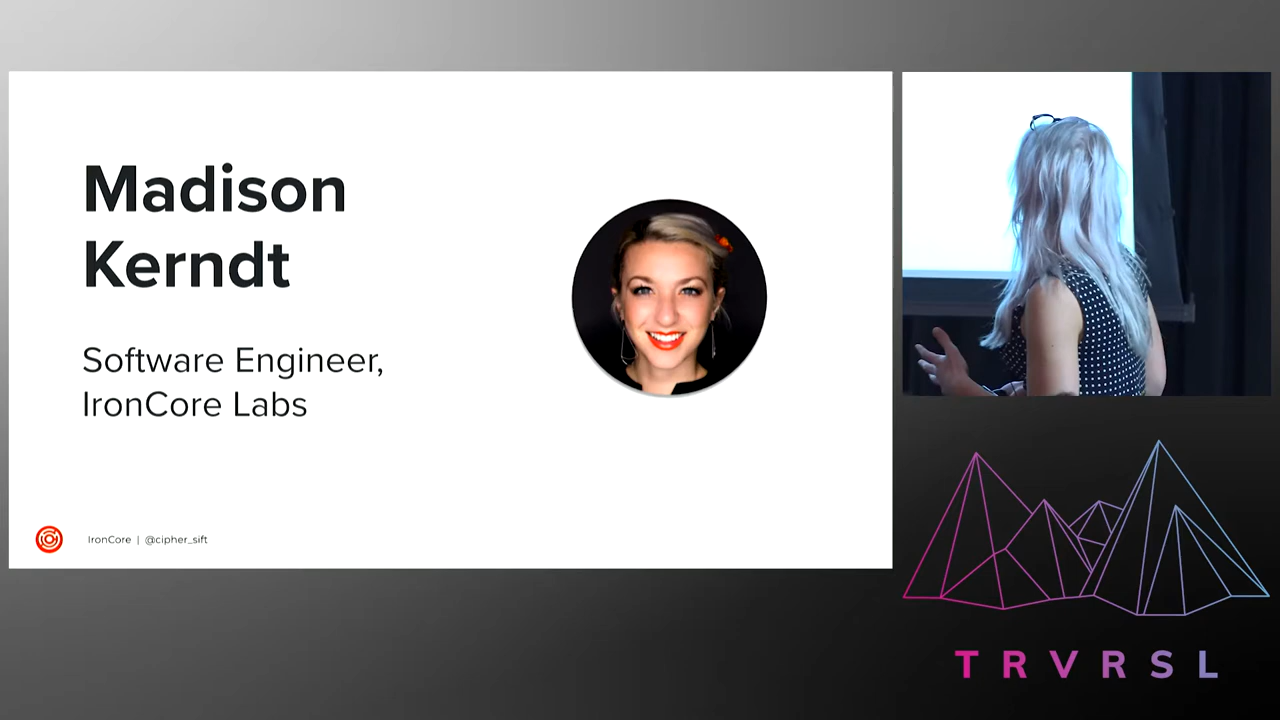 Madison
Kerndt
Software Engineer,
IronCore Labs
IronCore | @cipher_sift
TRVRSL